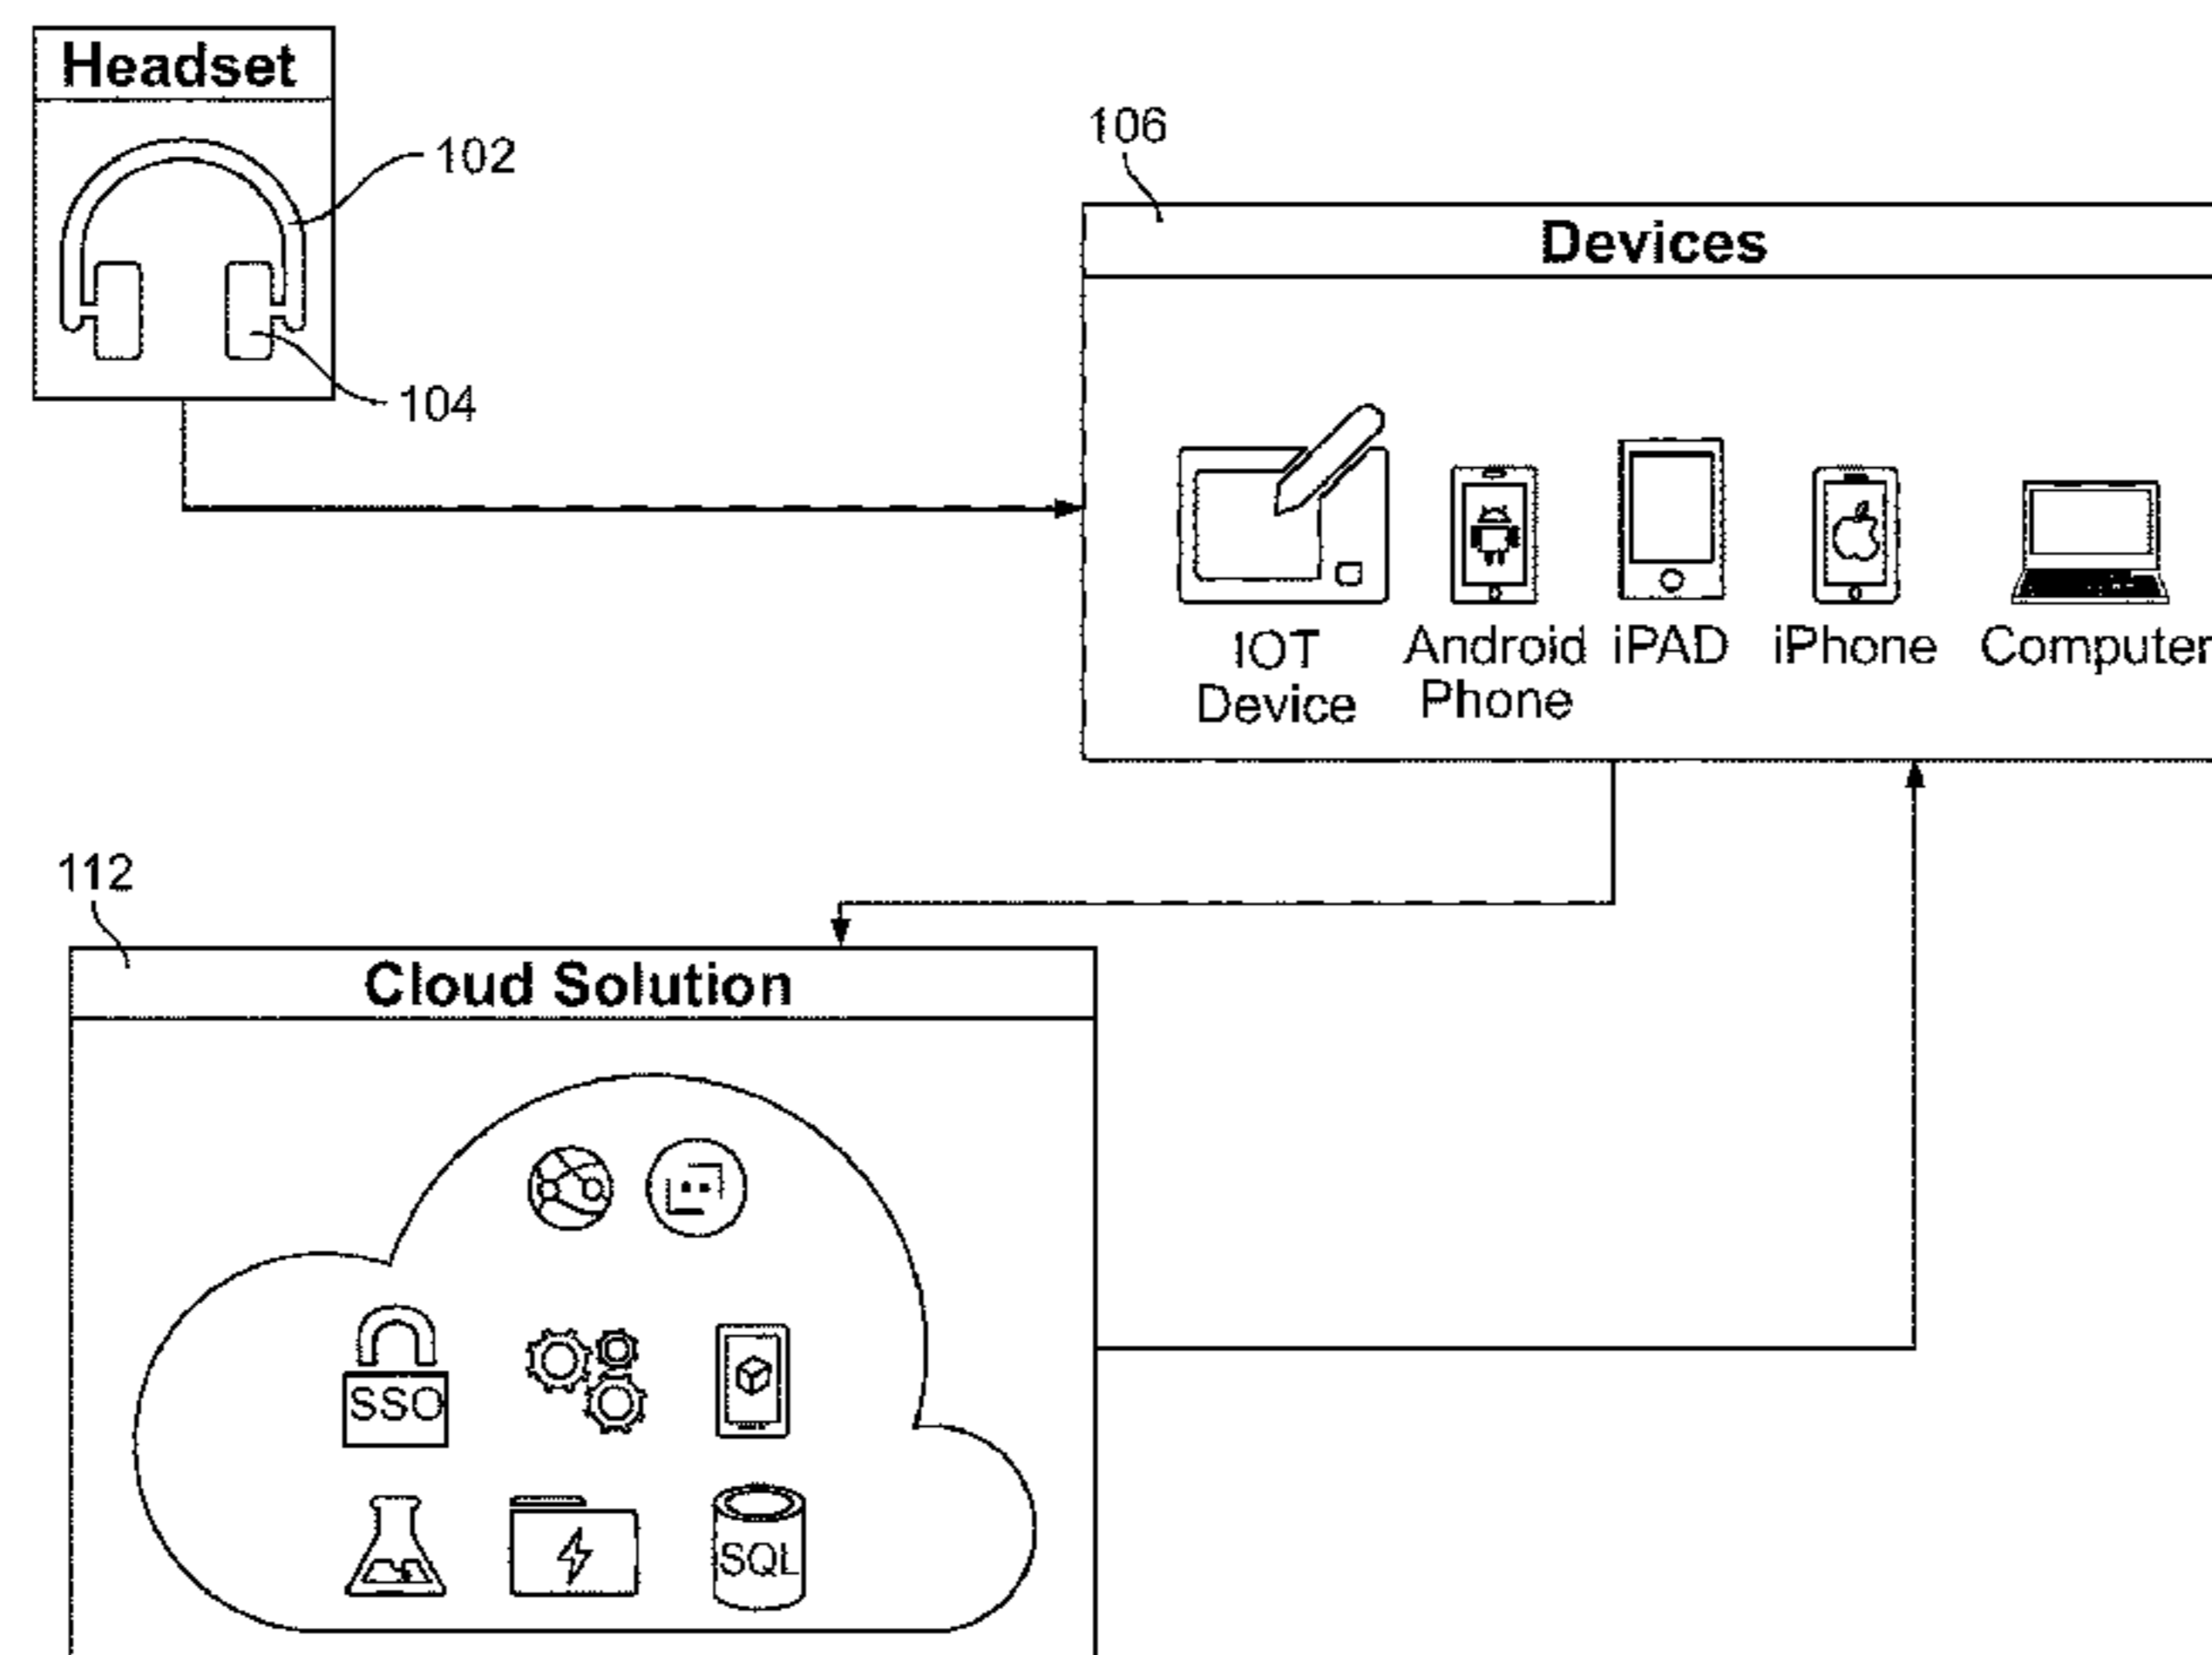 Headset
102
104
106
Devices
IOT
Device
Android
Phone
iPAD
iPhone
Computer
112
Cloud Solution
SSO
SQL